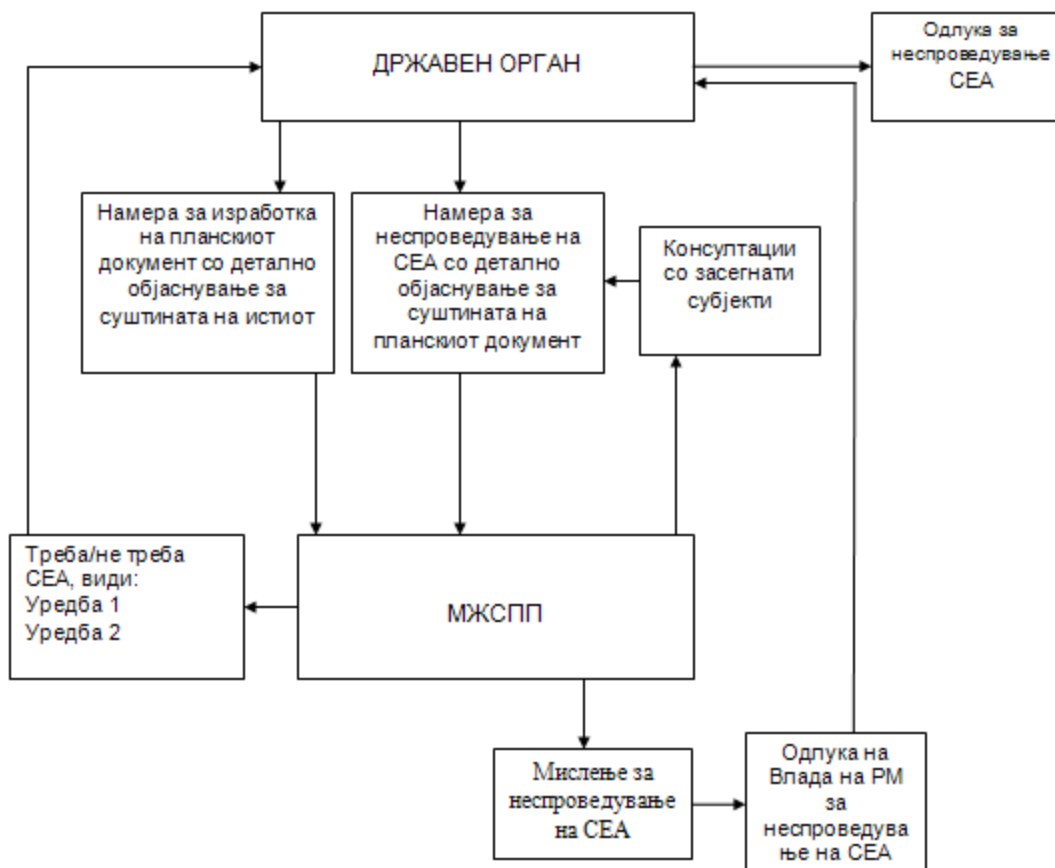 ДРЖАВЕН ОРГАН
Одлука за
неспроведување
СЕА
Намера за изработка
на планскиот
документ со детално
објаснување за
суштината на истиот
Намера за
неспроведување на
СЕА со детално
објаснување за
суштината на
планскиот документ
Консултации
со засегнати
субјекти
Треба/не треба
СЕА, види:
Уредба 1
Уредба 2
МЖСПП
Мислење за
неспроведување
на СЕА
Одлука на
Влада на РМ
за
неспроведува
ње на СЕА